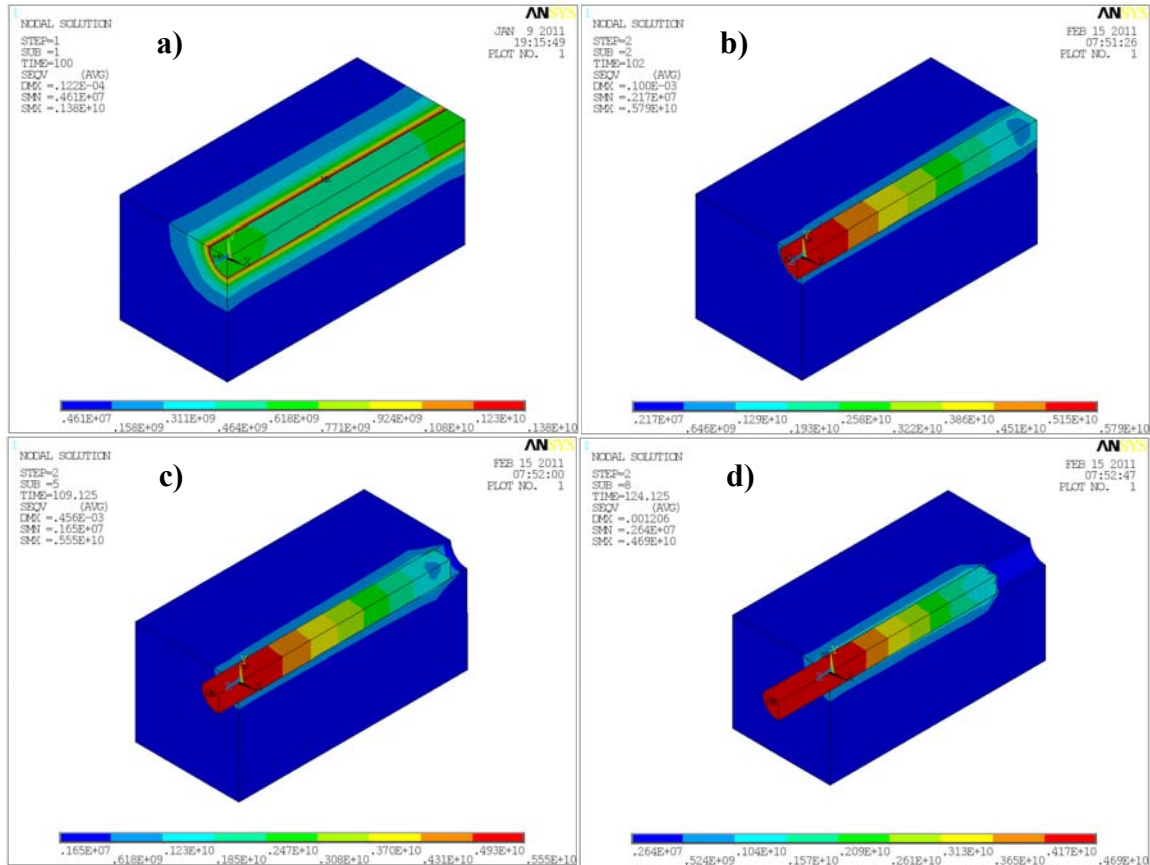 1
NODAL SOLUTION
STEP=1
SUB =1
TIME=100
SEQV (AVG)
DMX =.122E-04
SMN =.461E+07
SMX =.138E+10
a)
ANSYS
JAN 9 2011
19:15:49
PLOT NO. 1
MX
Y
X
.461E+07 .311E+09 .618E+09 .924E+09 .123E+10
.158E+09 .464E+09 .771E+09 .108E+10 .138E+10
1
NODAL SOLUTION
STEP=2
SUB =2
TIME=102
SEQV (AVG)
DMX =.100E-03
SMN =.217E+07
SMX =.579E+10
b)
ANSYS
FEB 15 2011
07:51:26
PLOT NO. 1
.217E+07 .129E+10 .258E+10 .386E+10 .515E+10
.646E+09 .193E+10 .322E+10 .451E+10 .579E+10
1
NODAL SOLUTION
STEP=2
SUB =5
TIME=109.125
SEQV (AVG)
DMX =.456E-03
SMN =.165E+07
SMX =.555E+10
c)
ANSYS
FEB 15 2011
07:52:00
PLOT NO. 1
.165E+07 .123E+10 .247E+10 .370E+10 .493E+10
.618E+09 .185E+10 .308E+10 .431E+10 .555E+10
1
NODAL SOLUTION
STEP=2
SUB =8
TIME=124.125
SEQV (AVG)
DMX =.001206
SMN =.264E+07
SMX =.469E+10
d)
ANSYS
FEB 15 2011
07:52:47
PLOT NO. 1
.264E+07 .104E+10 .209E+10 .313E+10 .417E+10
.524E+09 .157E+10 .261E+10 .365E+10 .469E+10